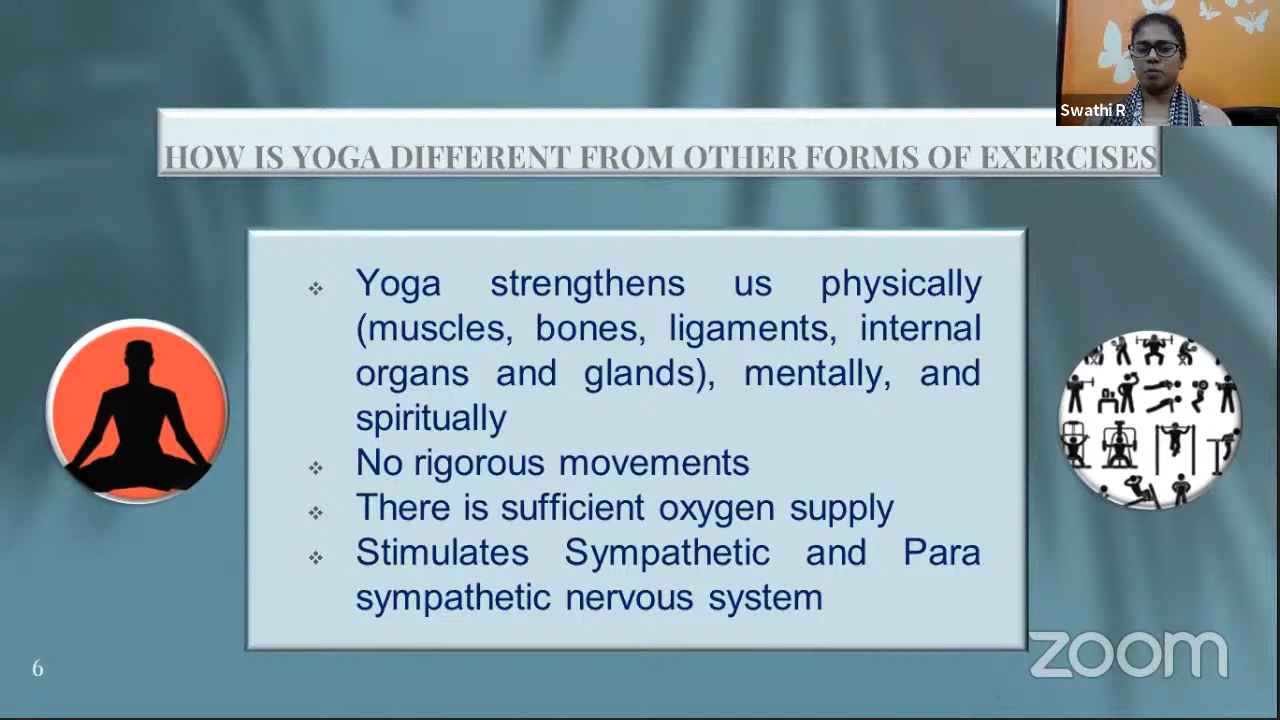 Swathi R
HOW IS YOGA DIFFERENT FROM OTHER FORMS OF EXERCISES
❖ Yoga strengthens us physically
(muscles, bones, ligaments, internal
organs and glands), mentally, and
spiritually
❖ No rigorous movements
❖ There is sufficient oxygen supply
❖ Stimulates Sympathetic and Para
sympathetic nervous system
zoom
6